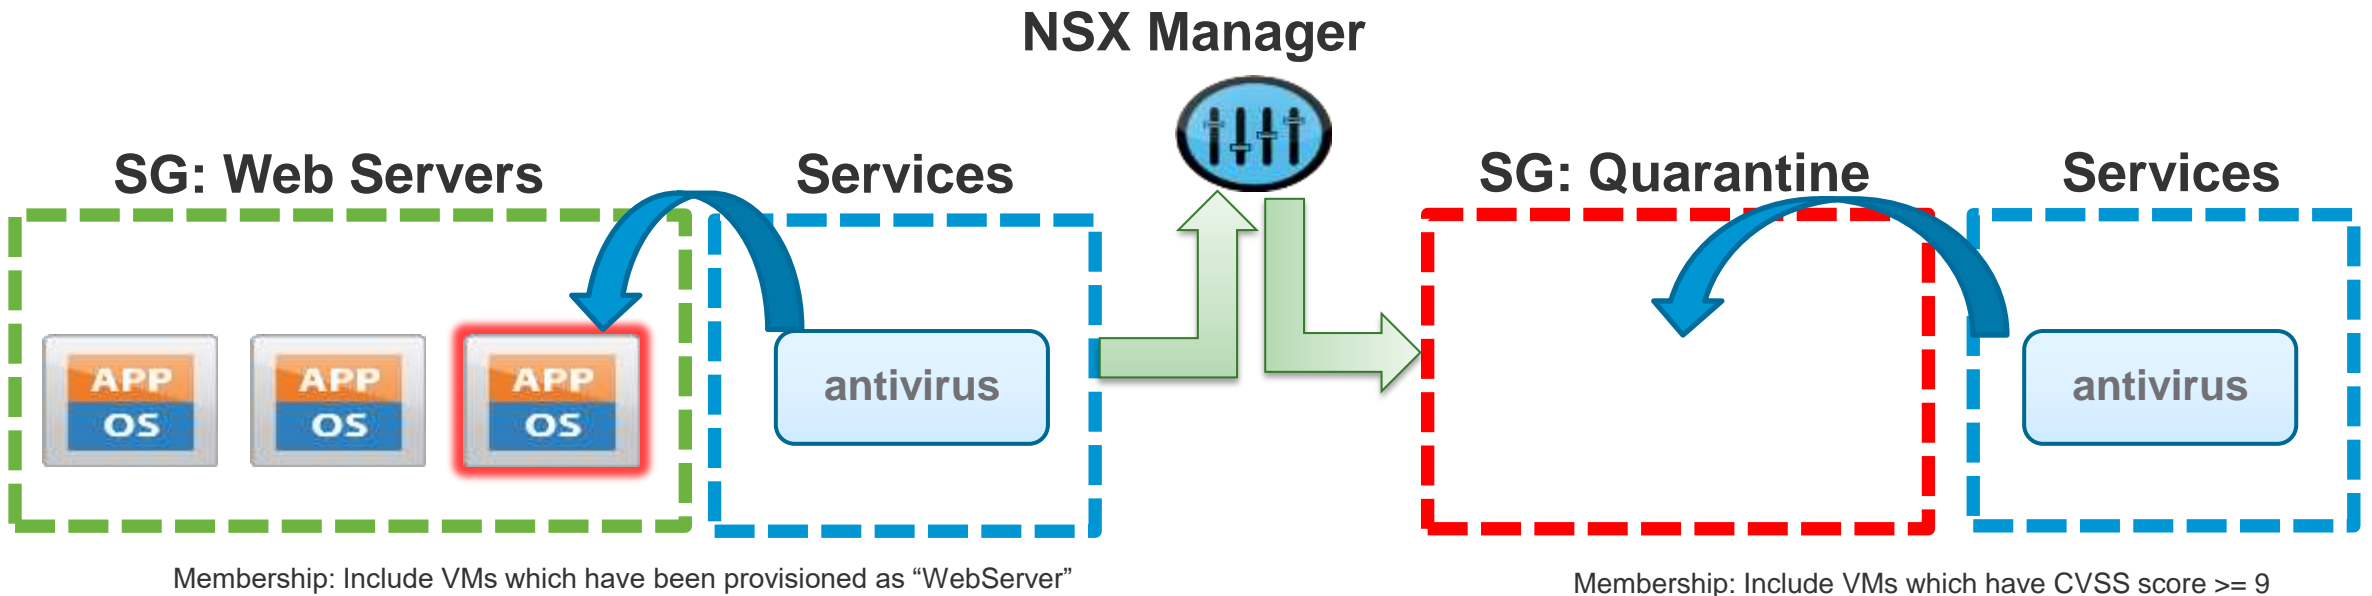 NSX Manager
SG: Web Servers
Services
SG: Quarantine
Services
APP
OS
APP
OS
APP
OS
antivirus
antivirus
Membership: Include VMs which have been provisioned as “WebServer”
Membership: Include VMs which have CVSS score >= 9